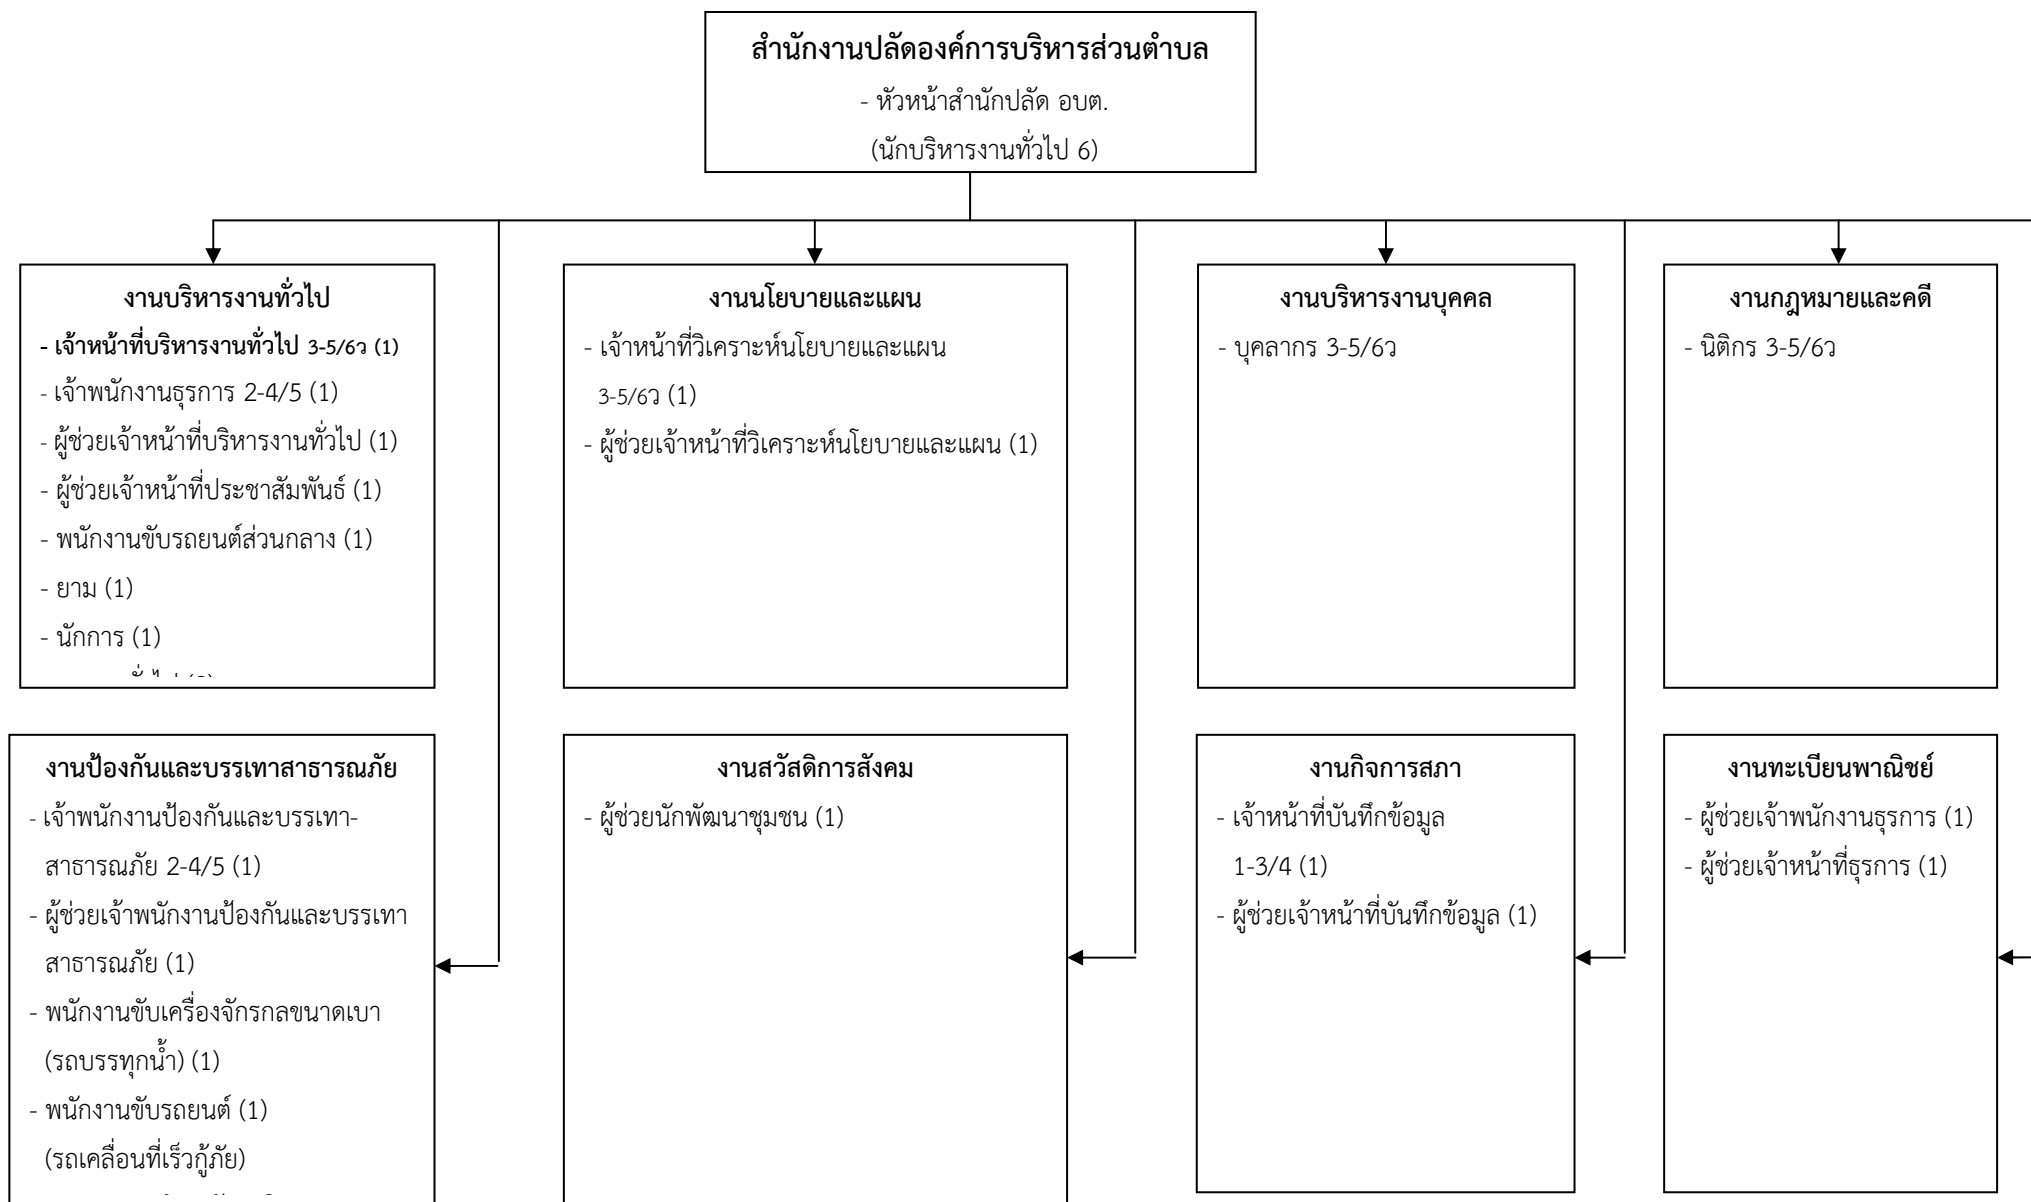 สำนักงานปลัดองค์การบริหารส่วนตำบล
- หัวหน้าสำนักปลัด อบต.
(นักบริหารงานทั่วไป 6)
งานบริหารงานทั่วไป
- เจ้าหน้าที่บริหารงานทั่วไป 3-5/6ว (1)
- เจ้าพนักงานธุรการ 2-4/5 (1)
- ผู้ช่วยเจ้าหน้าที่บริหารงานทั่วไป (1)
- ผู้ช่วยเจ้าหน้าที่ประชาสัมพันธ์ (1)
- พนักงานขับรถยนต์ส่วนกลาง (1)
- ยาม (1)
- นักการ (1)
งานนโยบายและแผน
- เจ้าหน้าที่วิเคราะห์นโยบายและแผน
3-5/6ว (1)
- ผู้ช่วยเจ้าหน้าที่วิเคราะห์นโยบายและแผน (1)
งานบริหารงานบุคคล
- บุคลากร 3-5/6ว
งานกฎหมายและคดี
- นิติกร 3-5/6ว
งานป้องกันและบรรเทาสาธารณภัย
- เจ้าพนักงานป้องกันและบรรเทา-
สาธารณภัย 2-4/5 (1)
- ผู้ช่วยเจ้าพนักงานป้องกันและบรรเทา
สาธารณภัย (1)
- พนักงานขับเครื่องจักรกลขนาดเบา
(รถบรรทุกน้ำ) (1)
- พนักงานขับรถยนต์ (1)
(รถเคลื่อนที่เร็วกู้ภัย)
งานสวัสดิการสังคม
- ผู้ช่วยนักพัฒนาชุมชน (1)
งานกิจการสภา
- เจ้าหน้าที่บันทึกข้อมูล
1-3/4 (1)
- ผู้ช่วยเจ้าหน้าที่บันทึกข้อมูล (1)
งานทะเบียนพาณิชย์
- ผู้ช่วยเจ้าพนักงานธุรการ (1)
- ผู้ช่วยเจ้าหน้าที่ธุรการ (1)